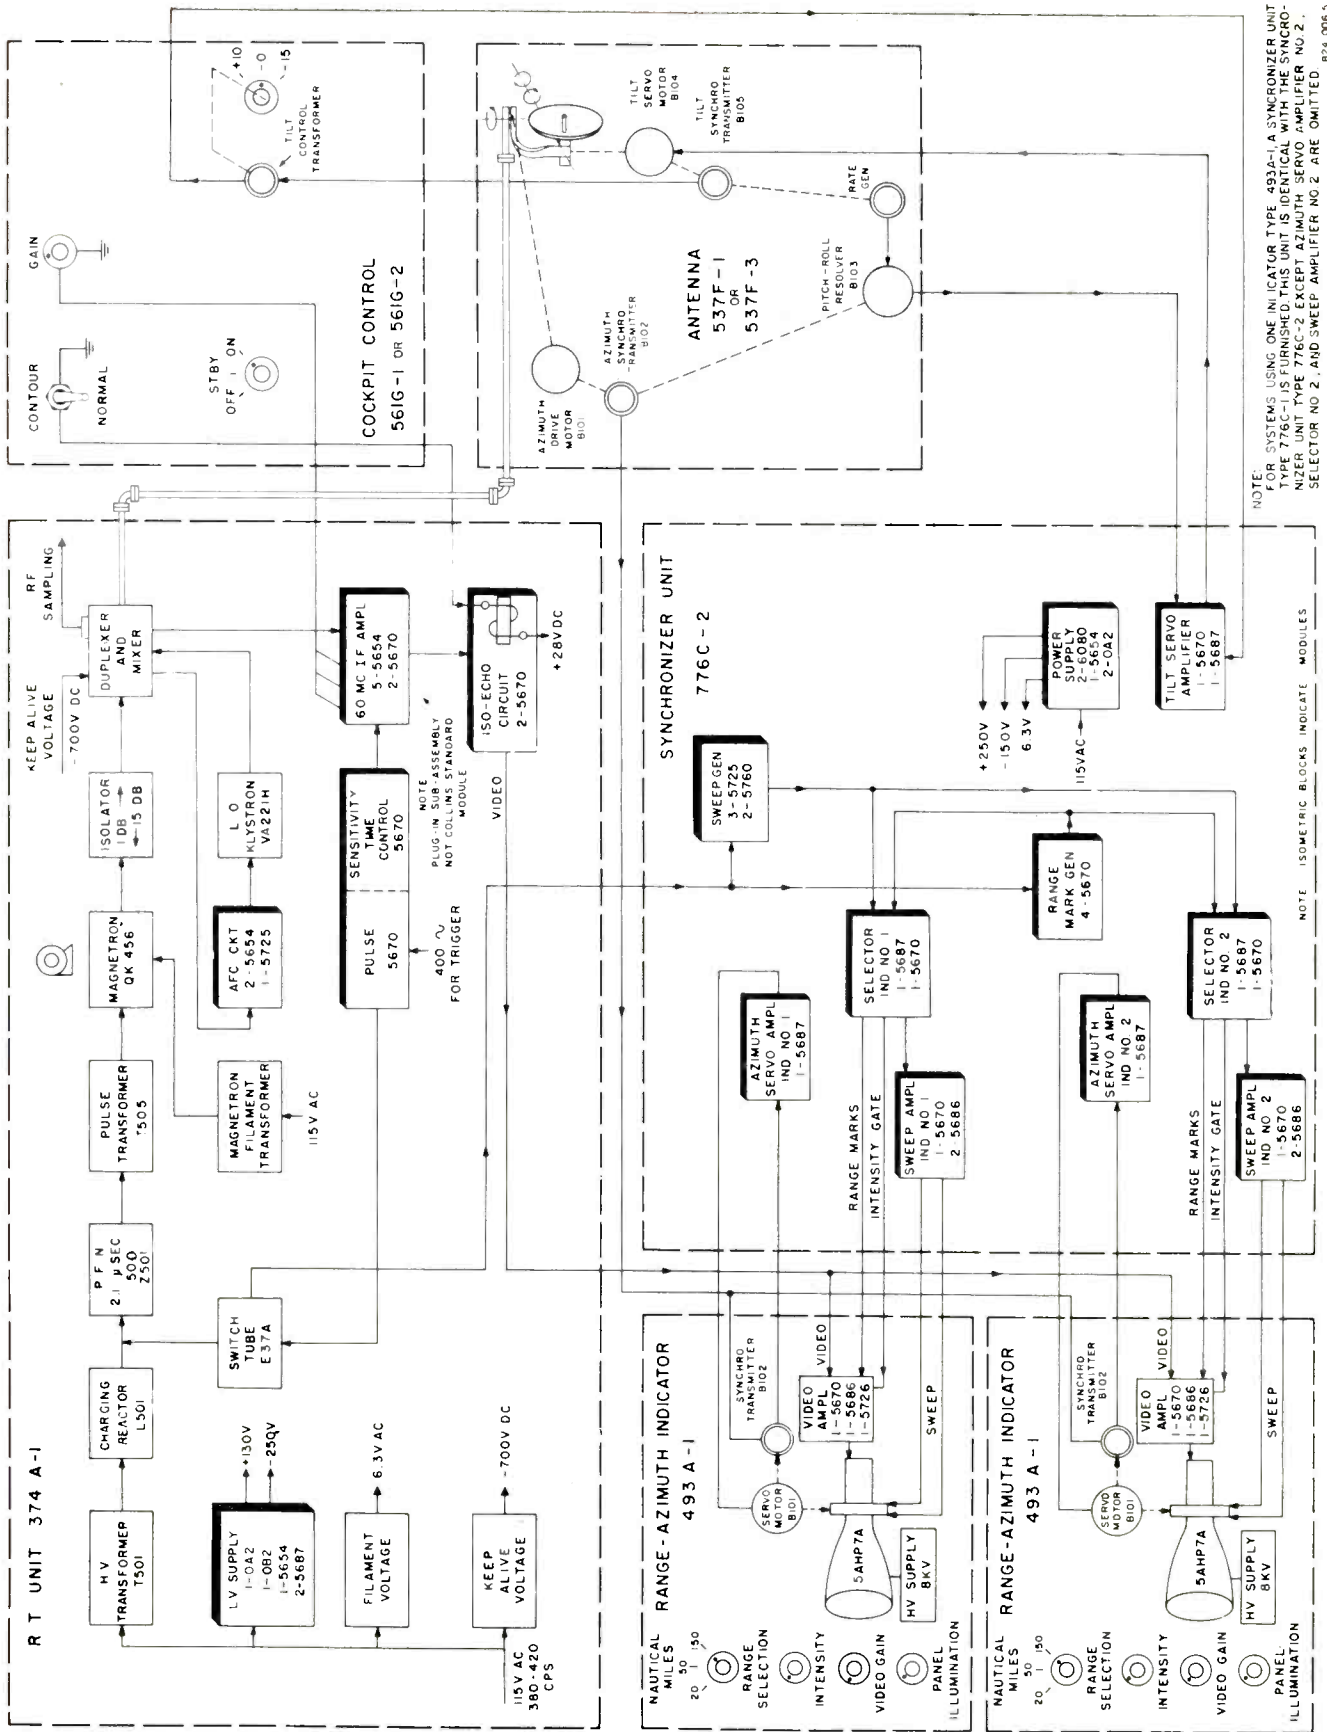 R T UNIT 374 A-1
HV
TRANSFORMER
T501
CHARGING
REACTOR
L501
P F N
2.1 µSEC
50Ω
Z501
PULSE
TRANSFORMER
T505
MAGNETRON
QK 456
ISOLATOR
1 DB →
← 15 DB
KEEP ALIVE
VOLTAGE
-700V DC
RF
SAMPLING
DUPLEXER
AND
MIXER
LV SUPPLY
1-OA2
1-OB2
1-5654
2-5687
+130V
-250V
SWITCH
TUBE
E37A
MAGNETRON
FILAMENT
TRANSFORMER
115V AC
AFC CKT
2-5654
1-5725
L O
KLYSTRON
VA221H
FILAMENT
VOLTAGE
6.3V AC
PULSE
5670
SENSITIVITY
TIME
CONTROL
5670
60 MC IF AMPL
5-5654
2-5670
400 ∿
FOR TRIGGER
NOTE
PLUG-IN SUB-ASSEMBLY
NOT COLLINS STANDARD
MODULE
KEEP
ALIVE
VOLTAGE
-700V DC
115V AC
380-420
CPS
VIDEO
ISO-ECHO
CIRCUIT
2-5670
+28V DC
CONTOUR
NORMAL
GAIN
STBY
OFF ON
+10
-0
-15
TILT
CONTROL
TRANSFORMER
COCKPIT CONTROL
561G-1 OR 561G-2
AZIMUTH
DRIVE
MOTOR
B101
AZIMUTH
SYNCHRO
TRANSMITTER
B102
ANTENNA
537F-1
OR
537F-3
TILT
SERVO
MOTOR
B104
TILT
SYNCHRO
TRANSMITTER
B105
RATE
GEN
PITCH-ROLL
RESOLVER
B103
RANGE-AZIMUTH INDICATOR
493 A-1
NAUTICAL
MILES
20 50 150
RANGE
SELECTION
INTENSITY
VIDEO GAIN
PANEL
ILLUMINATION
SERVO
MOTOR
B101
SYNCHRO
TRANSMITTER
B102
VIDEO
VIDEO
AMPL
1-5670
1-5686
1-5726
5AHP7A
HV SUPPLY
8KV
SWEEP
SYNCHRONIZER UNIT
776C-2
SWEEP GEN
3-5725
2-5760
AZIMUTH
SERVO AMPL
IND NO 1
1-5687
SELECTOR
IND NO 1
1-5687
1-5670
RANGE MARKS
INTENSITY GATE
SWEEP AMPL
IND NO 1
1-5670
2-5686
RANGE
MARK GEN
4-5670
+250V
-150V
6.3V
115VAC
POWER
SUPPLY
2-6080
1-5654
2-OA2
TILT SERVO
AMPLIFIER
1-5670
1-5687
AZIMUTH
SERVO AMPL
IND NO. 2
1-5687
SELECTOR
IND NO. 2
1-5687
1-5670
RANGE MARKS
INTENSITY GATE
SWEEP AMPL
IND NO 2
1-5670
2-5686
NOTE ISOMETRIC BLOCKS INDICATE MODULES
RANGE-AZIMUTH INDICATOR
493 A-1
NAUTICAL
MILES
20 50 150
RANGE
SELECTION
INTENSITY
VIDEO GAIN
PANEL
ILLUMINATION
SERVO
MOTOR
B101
SYNCHRO
TRANSMITTER
B102
VIDEO
VIDEO
AMPL
1-5670
1-5686
1-5726
5AHP7A
HV SUPPLY
8KV
SWEEP
NOTE:
FOR SYSTEMS USING ONE INDICATOR TYPE 493A-1, A SYNCRONIZER UNIT
TYPE 776C-1 IS FURNISHED. THIS UNIT IS IDENTICAL WITH THE SYNCRO-
NIZER UNIT TYPE 776C-2 EXCEPT AZIMUTH SERVO AMPLIFIER NO. 2,
SELECTOR NO 2, AND SWEEP AMPLIFIER NO. 2 ARE OMITTED.